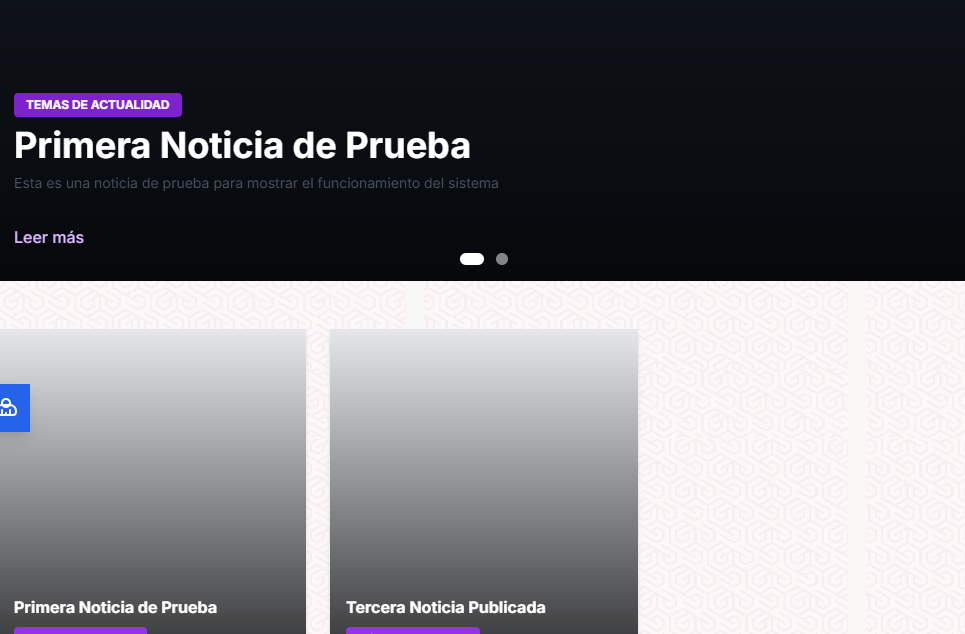 TEMAS DE ACTUALIDAD
Primera Noticia de Prueba
Esta es una noticia de prueba para mostrar el funcionamiento del sistema
Leer más
Primera Noticia de Prueba
Tercera Noticia Publicada